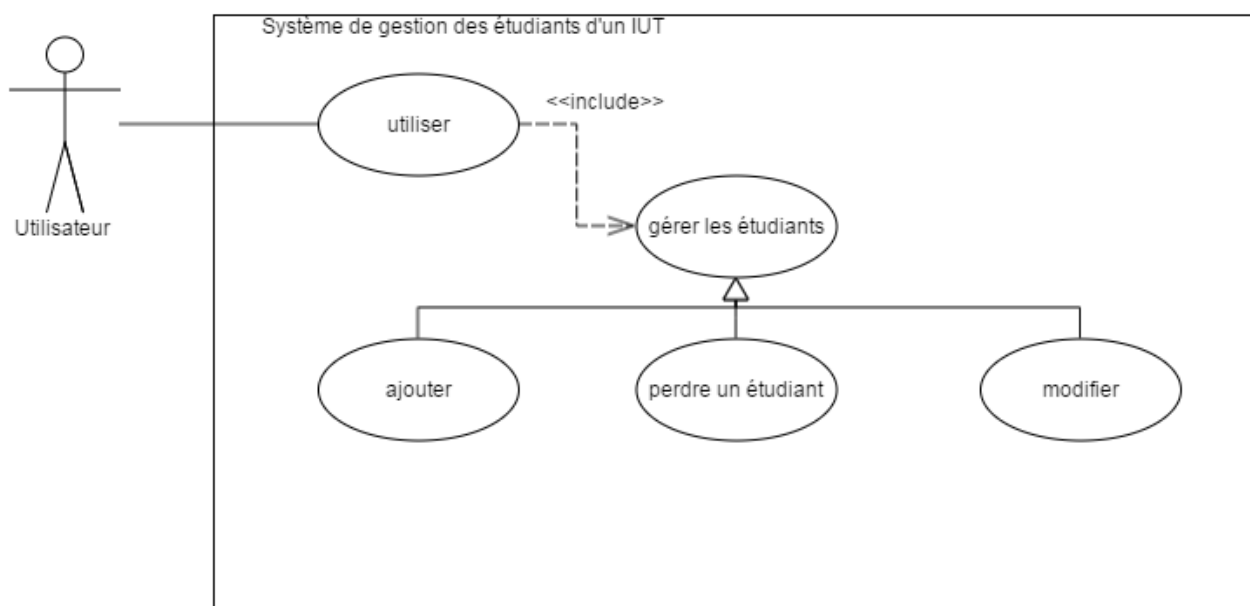 Système de gestion des étudiants d'un IUT
<<include>>
utiliser
Utilisateur
gérer les étudiants
ajouter
perdre un étudiant
modifier